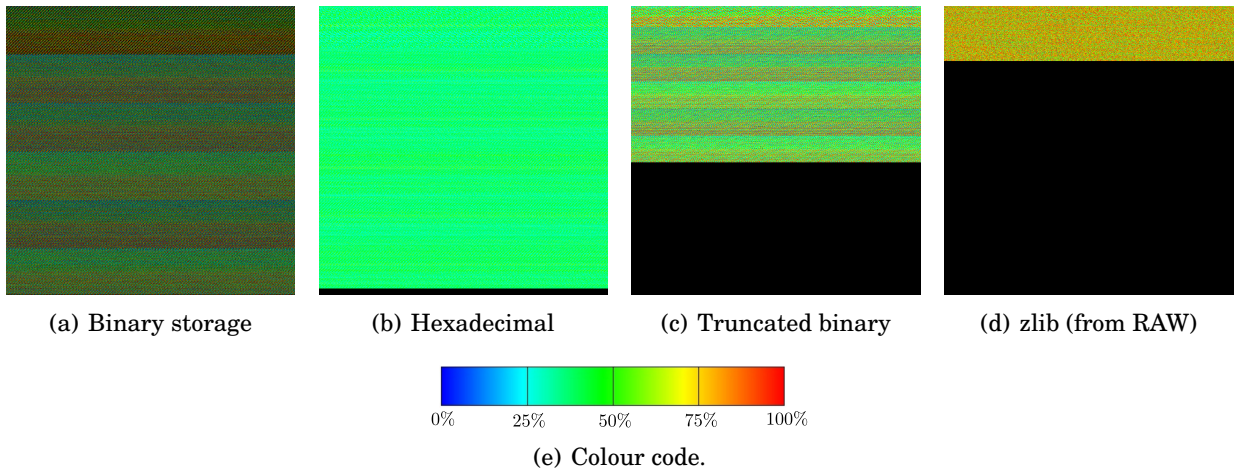 (a) Binary storage
(b) Hexadecimal
(c) Truncated binary
(d) zlib (from RAW)
0%
25%
50%
75%
100%
(e) Colour code.